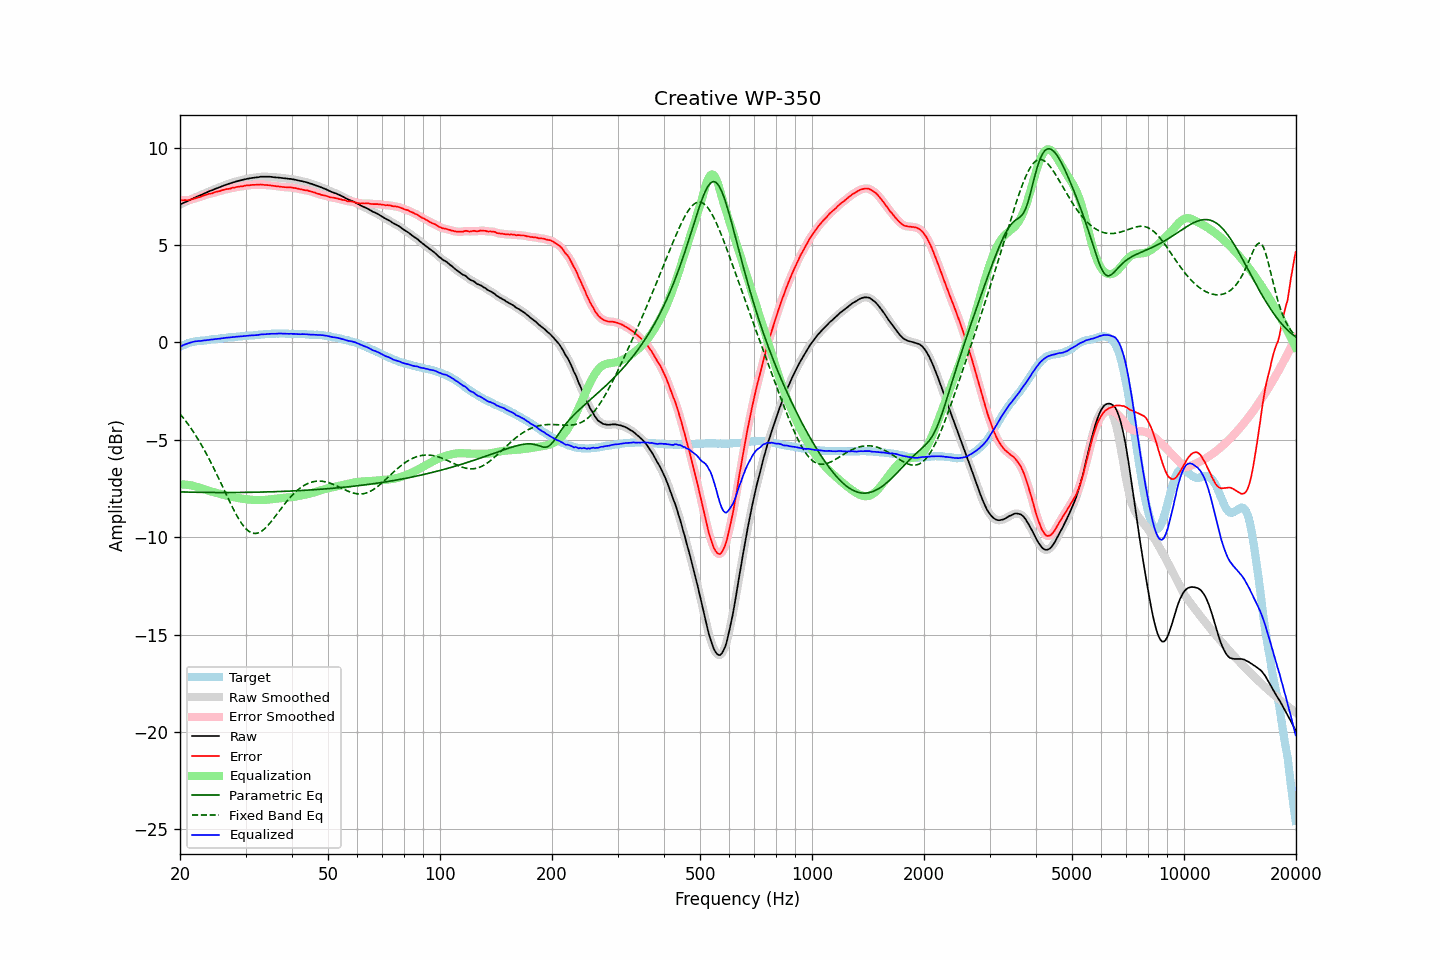 Creative WP-350
Amplitude (dBr)
10
5
0
−5
−10
−15
−20
−25
Target
Raw Smoothed
Error Smoothed
Raw
Error
Equalization
Parametric Eq
Fixed Band Eq
Equalized
20 50 100 200 500 1000 2000 5000 10000 20000
Frequency (Hz)